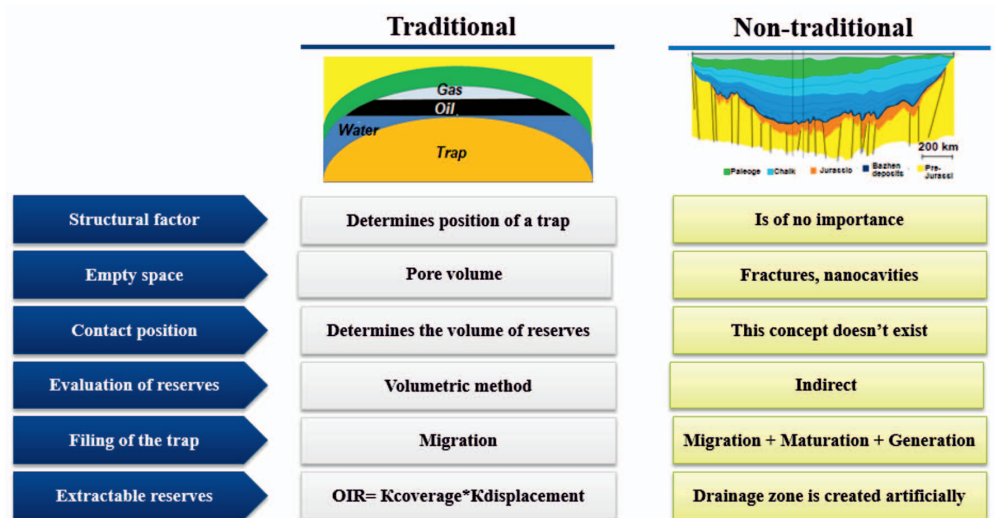 Traditional
Non-traditional
Gas
Oil
Water
Trap
200 km
Paleoge
Chalk
Jurassio
Bazhen
deposits
Pre-
Jurassi
Structural factor
Determines position of a trap
Is of no importance
Empty space
Pore volume
Fractures, nanocavities
Contact position
Determines the volume of reserves
This concept doesn't exist
Evaluation of reserves
Volumetric method
Indirect
Filing of the trap
Migration
Migration + Maturation + Generation
Extractable reserves
OIR= Kcoverage*Kdisplacement
Drainage zone is created artificially